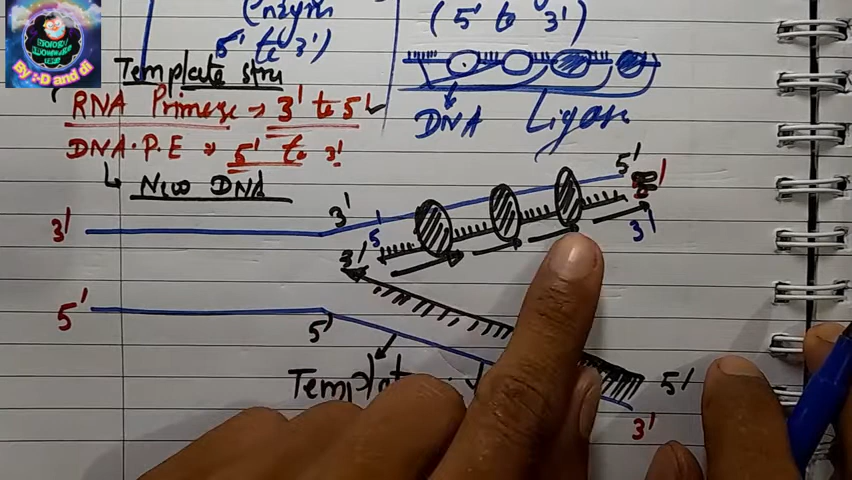 Enzym
5' to 3')
(5' to 3')
Template stra
RNA Primase → 3' to 5'
DNA Ligase
DNA.P.E → 5' to 3'
New DNA
5'
3'
3'
5
3'
3'
5'
5'
Templat
5'
3'
By :-D and di